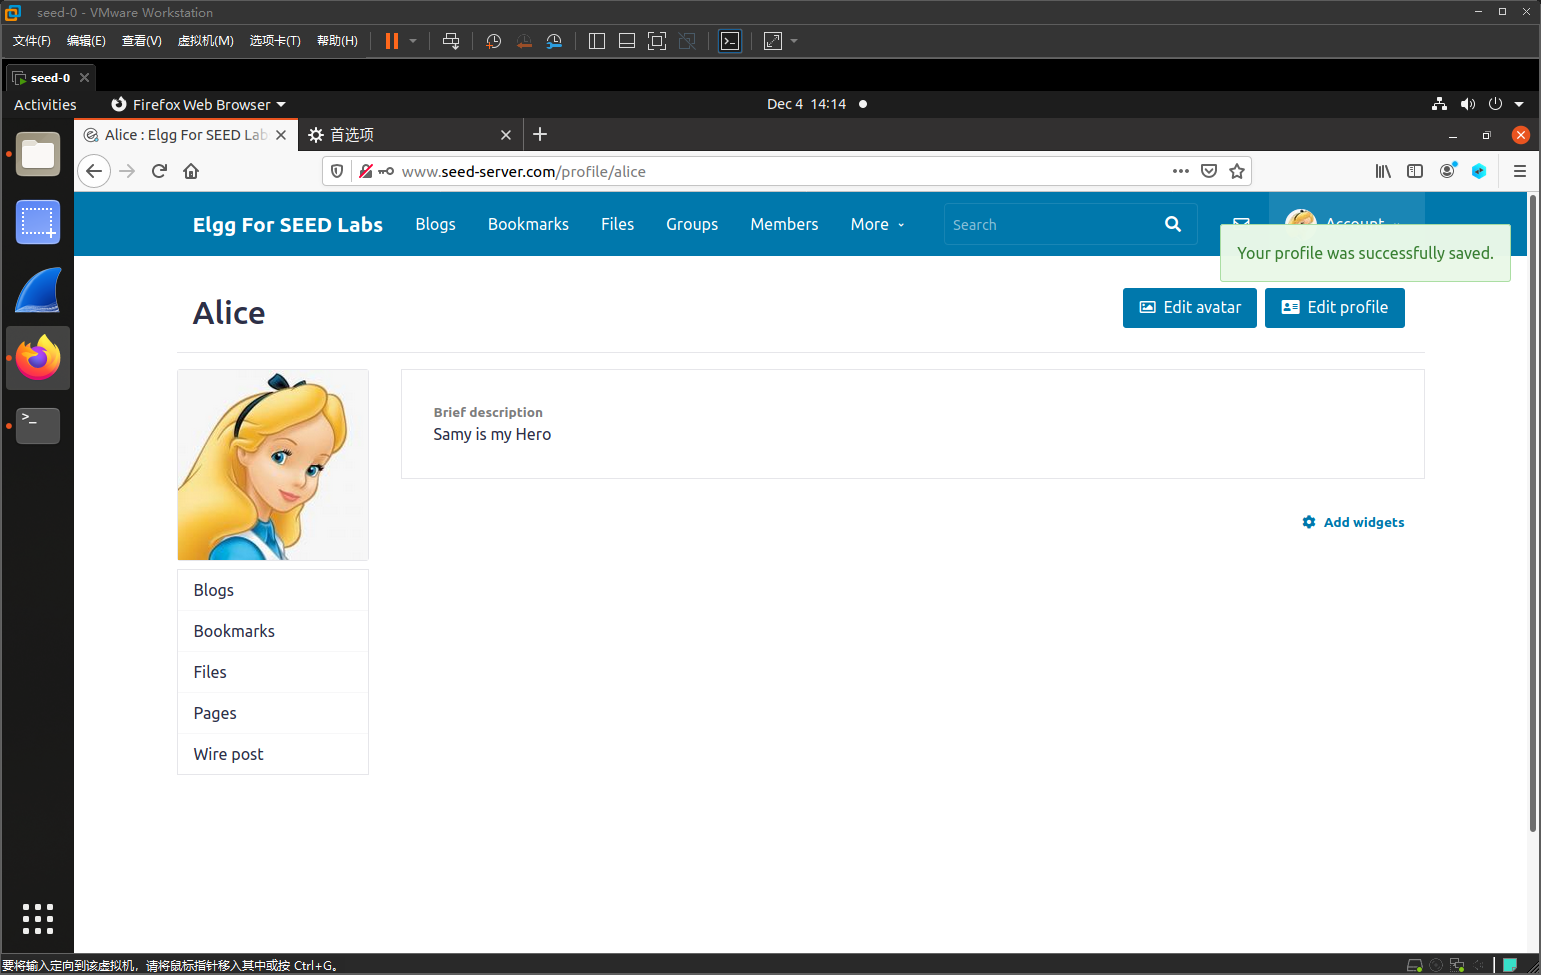 seed-0 - VMware Workstation
文件(F) 编辑(E) 查看(V) 虚拟机(M) 选项卡(T) 帮助(H)
seed-0
Activities Firefox Web Browser Dec 4 14:14
Alice : Elgg For SEED Lab 首选项
www.seed-server.com/profile/alice
Elgg For SEED Labs Blogs Bookmarks Files Groups Members More Search Account
Your profile was successfully saved.
Alice Edit avatar Edit profile
Brief description
Samy is my Hero
Add widgets
Blogs
Bookmarks
Files
Pages
Wire post
要将输入定向到该虚拟机，请将鼠标指针移入其中或按 Ctrl+G。